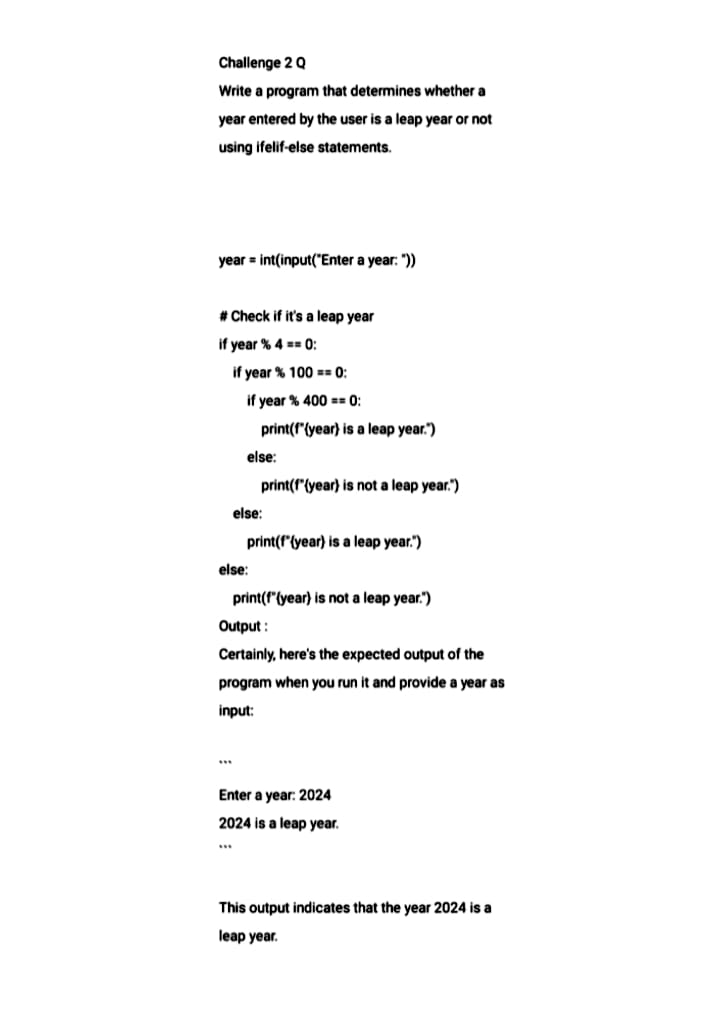 Challenge 2 Q
Write a program that determines whether a
year entered by the user is a leap year or not
using ifelif-else statements.
year = int(input("Enter a year: "))
# Check if it's a leap year
if year % 4 == 0:
if year % 100 == 0:
if year % 400 == 0:
print(f"{year} is a leap year.")
else:
print(f"{year} is not a leap year.")
else:
print(f"{year} is a leap year.")
else:
print(f"{year} is not a leap year.")
Output :
Certainly, here's the expected output of the
program when you run it and provide a year as
input:
```
Enter a year: 2024
2024 is a leap year.
```
This output indicates that the year 2024 is a
leap year.